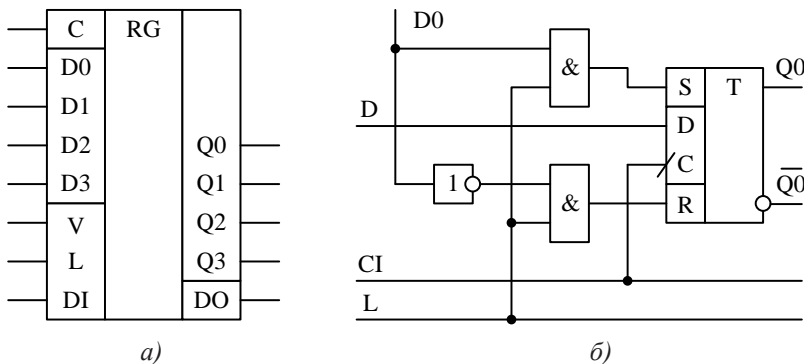 C RG
D0
D1
D2
D3
V
L
DI
Q0
Q1
Q2
Q3
DO
а)
D0
&
D
1
&
S T
D
C
R
Q0
Q0
CI
L
б)